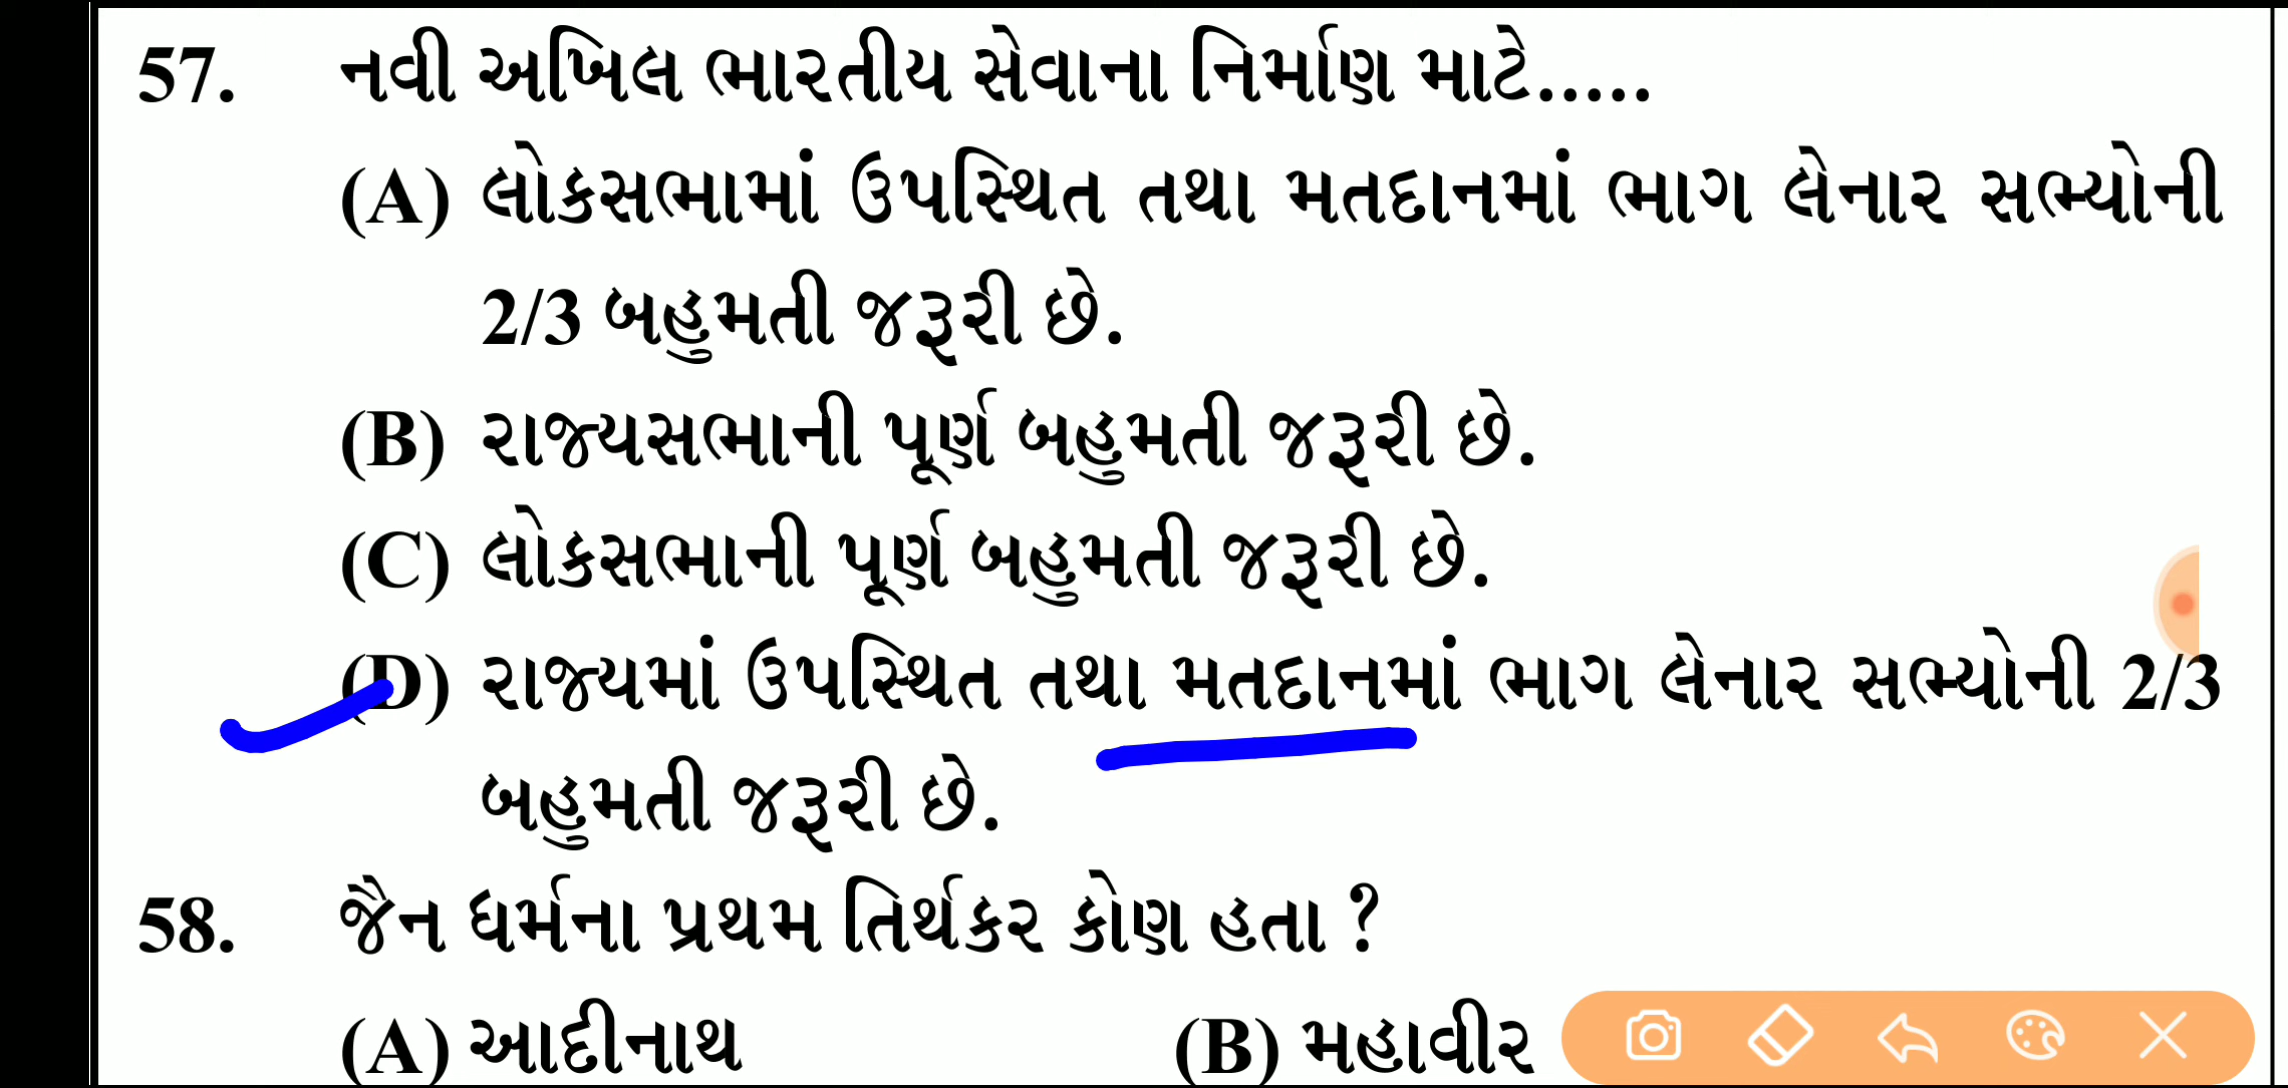 57. નવી અખિલ ભારતીય સેવાના નિર્માણ માટે.....
(A) લોકસભામાં ઉપસ્થિત તથા મતદાનમાં ભાગ લેનાર સભ્યોની
2/3 બહુમતી જરૂરી છે.
(B) રાજ્યસભાની પૂર્ણ બહુમતી જરૂરી છે.
(C) લોકસભાની પૂર્ણ બહુમતી જરૂરી છે.
(D) રાજ્યમાં ઉપસ્થિત તથા મતદાનમાં ભાગ લેનાર સભ્યોની 2/3
બહુમતી જરૂરી છે.
58. જૈન ધર્મના પ્રથમ તિર્થકર કોણ હતા ?
(A) આદીનાથ (B) મહાવીર